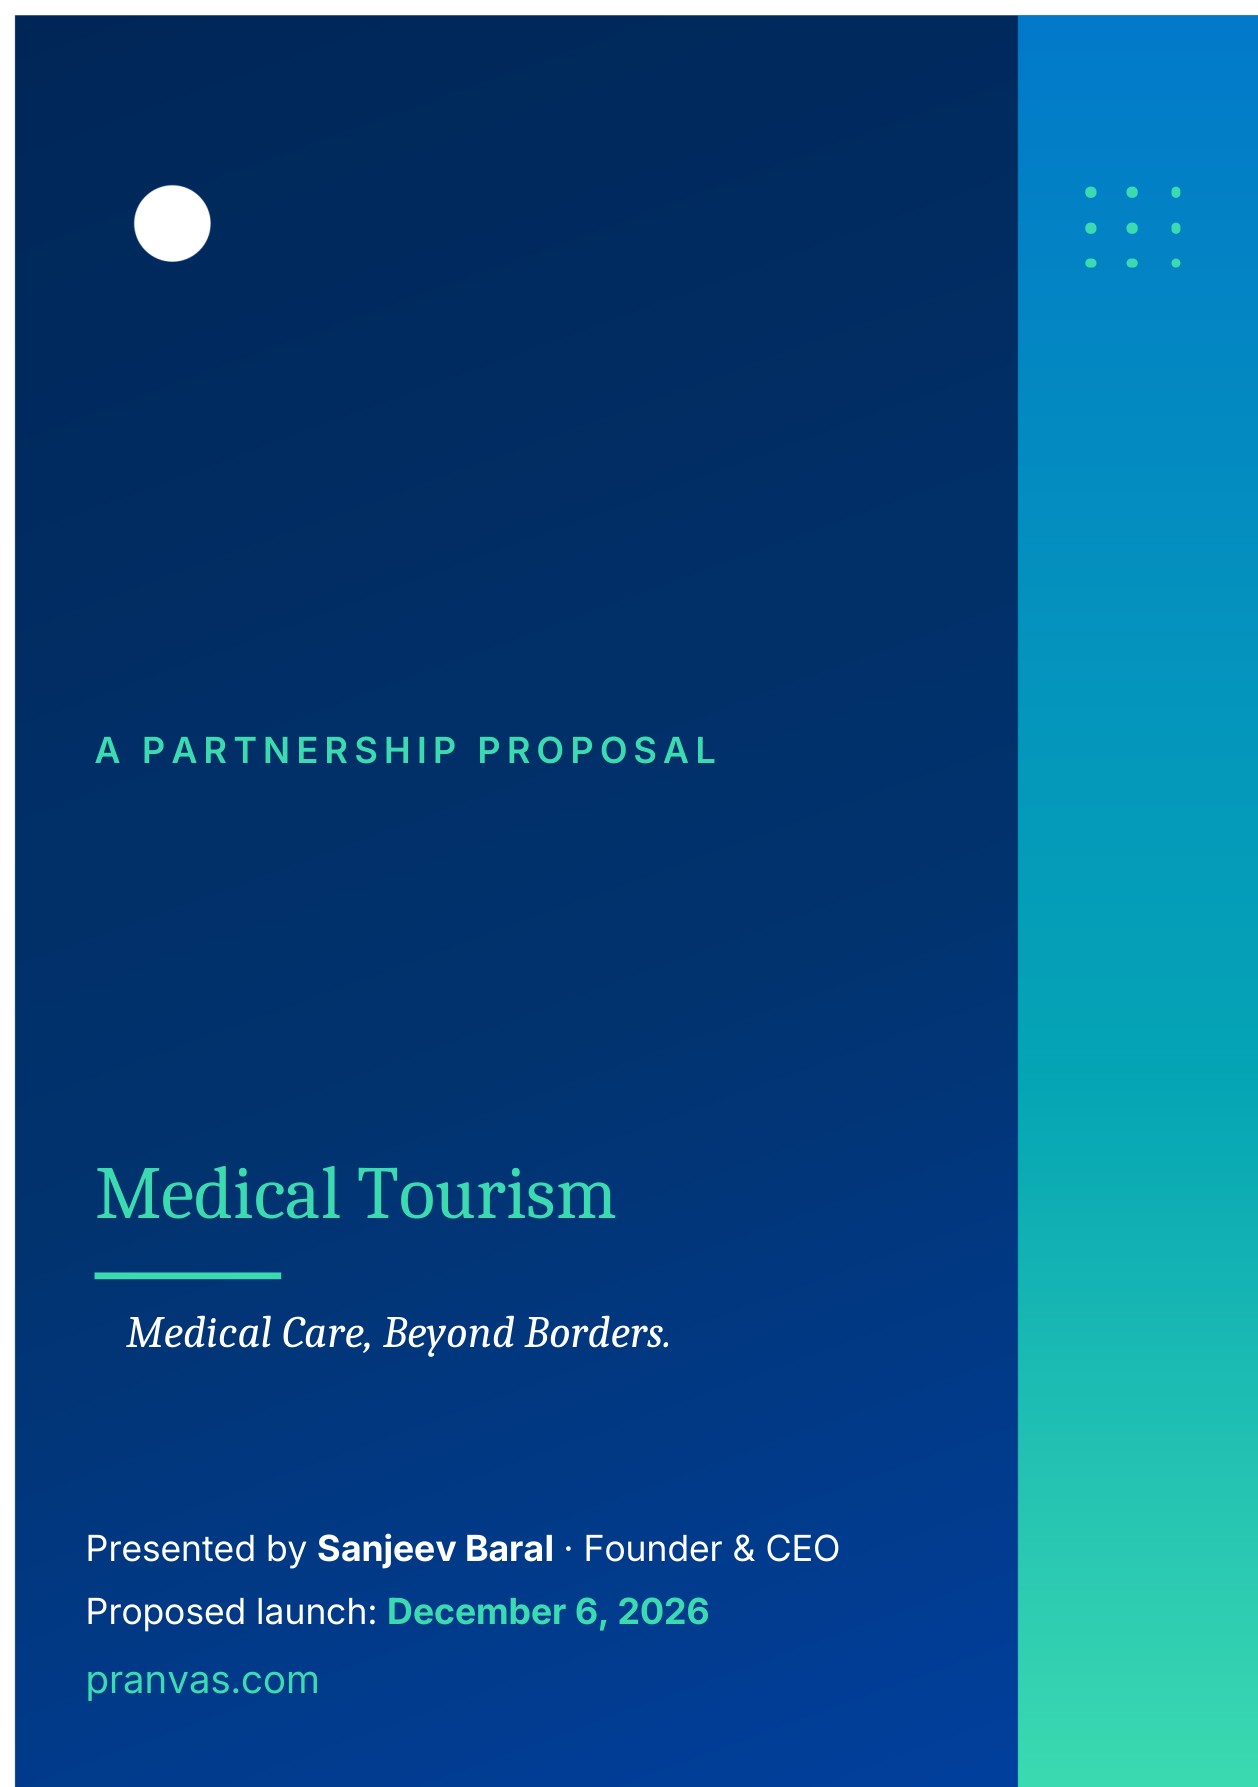 A PARTNERSHIP PROPOSAL
Medical Tourism
Medical Care, Beyond Borders.
Presented by Sanjeev Baral · Founder & CEO
Proposed launch: December 6, 2026
pranvas.com